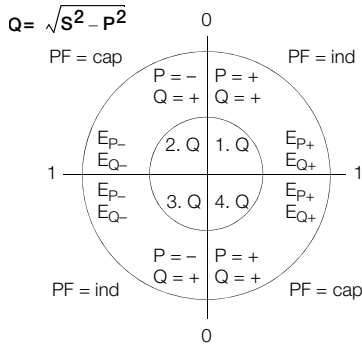 Q= √S² – P²
0
PF = cap
PF = ind
P = –
Q = +
P = +
Q = +
2. Q
1. Q
E_P–
E_Q–
E_P+
E_Q+
1
1
E_P–
E_Q–
E_P+
E_Q+
3. Q
4. Q
P = –
Q = +
P = +
Q = +
PF = ind
PF = cap
0